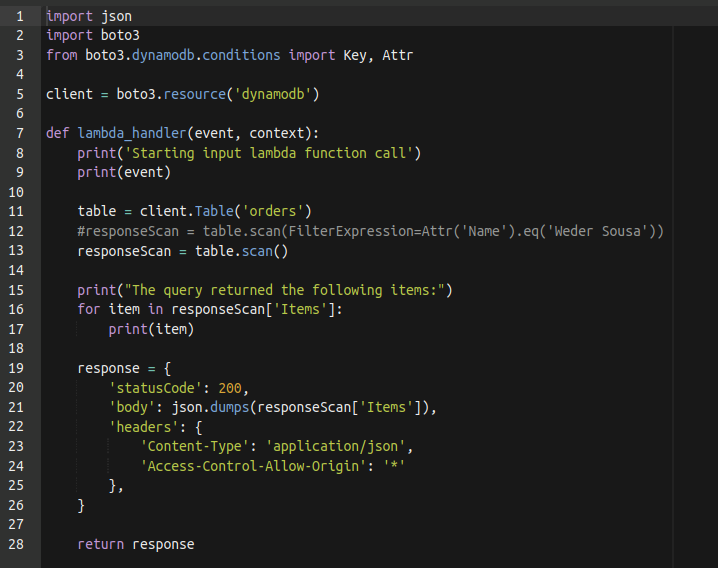 1 import json
2 import boto3
3 from boto3.dynamodb.conditions import Key, Attr
4
5 client = boto3.resource('dynamodb')
6
7 def lambda_handler(event, context):
8     print('Starting input lambda function call')
9     print(event)
10
11     table = client.Table('orders')
12     #responseScan = table.scan(FilterExpression=Attr('Name').eq('Weder Sousa'))
13     responseScan = table.scan()
14
15     print("The query returned the following items:")
16     for item in responseScan['Items']:
17         print(item)
18
19     response = {
20         'statusCode': 200,
21         'body': json.dumps(responseScan['Items']),
22         'headers': {
23             'Content-Type': 'application/json',
24             'Access-Control-Allow-Origin': '*'
25         },
26     }
27
28     return response